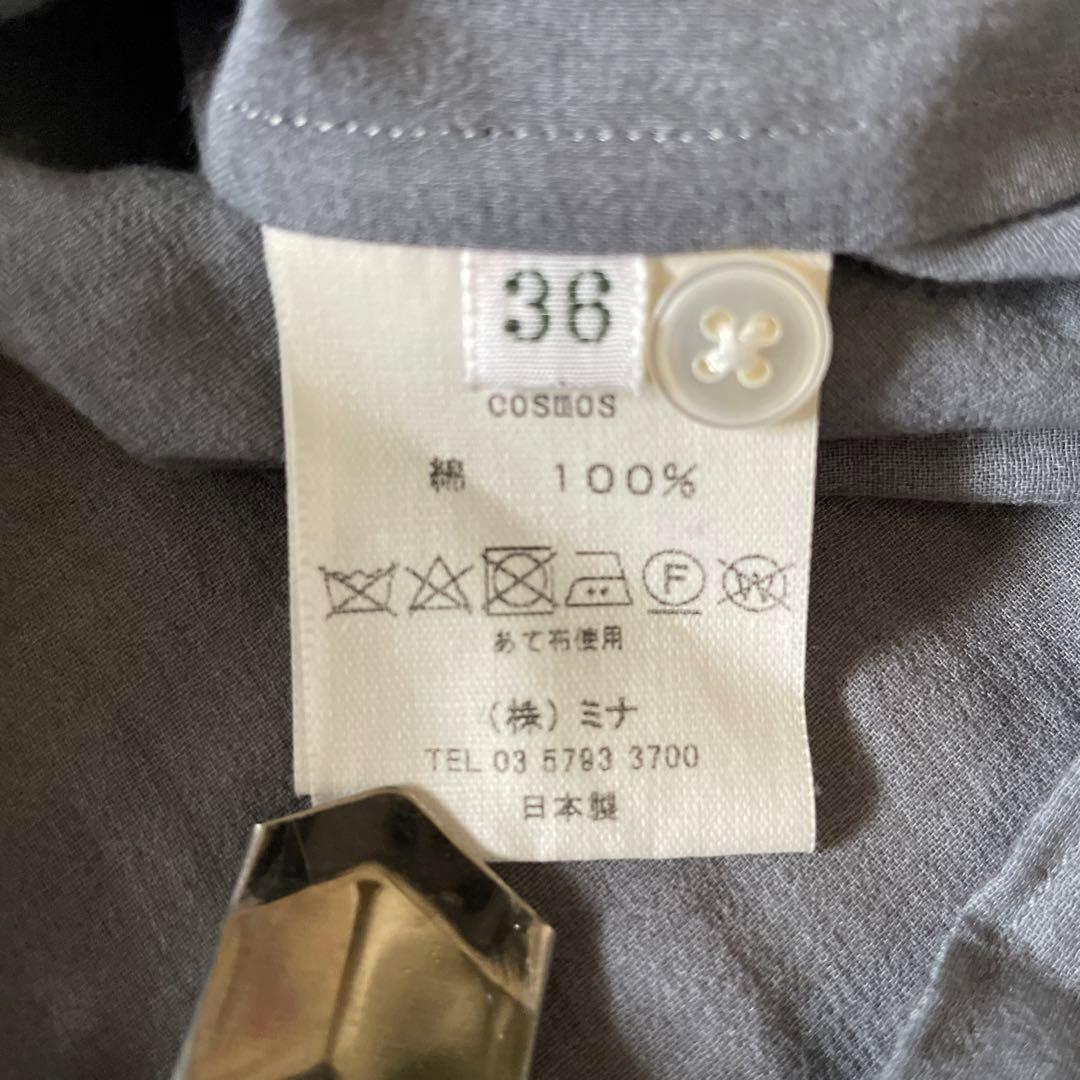 36
cosmos
綿 100%
F W
あて布使用
(株)ミナ
TEL 03 5793 3700
日本製